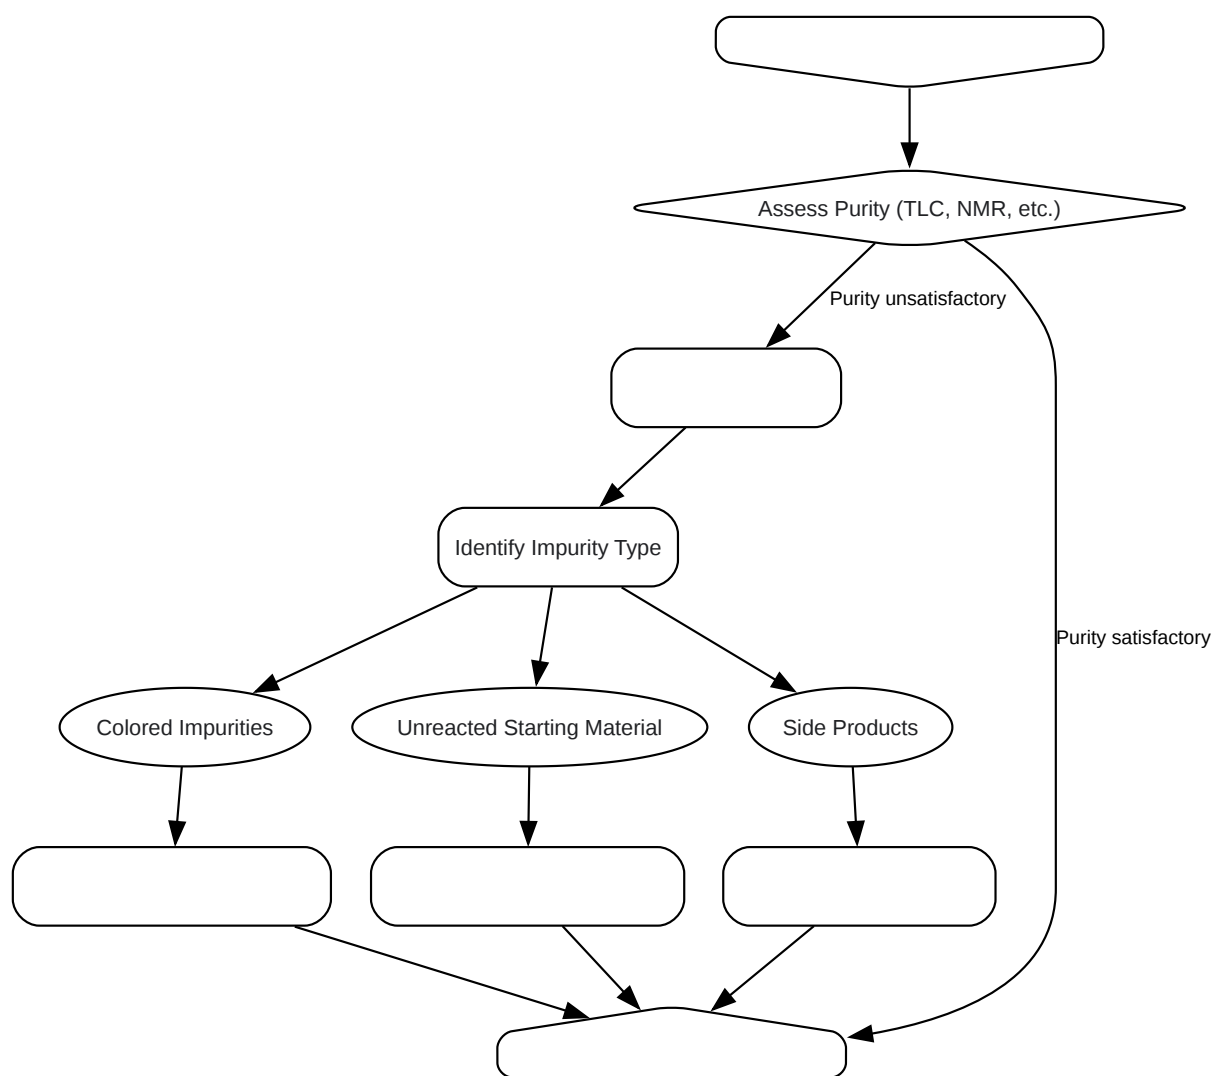 Assess Purity (TLC, NMR, etc.)
Purity unsatisfactory
Identify Impurity Type
Purity satisfactory
Colored Impurities
Unreacted Starting Material
Side Products